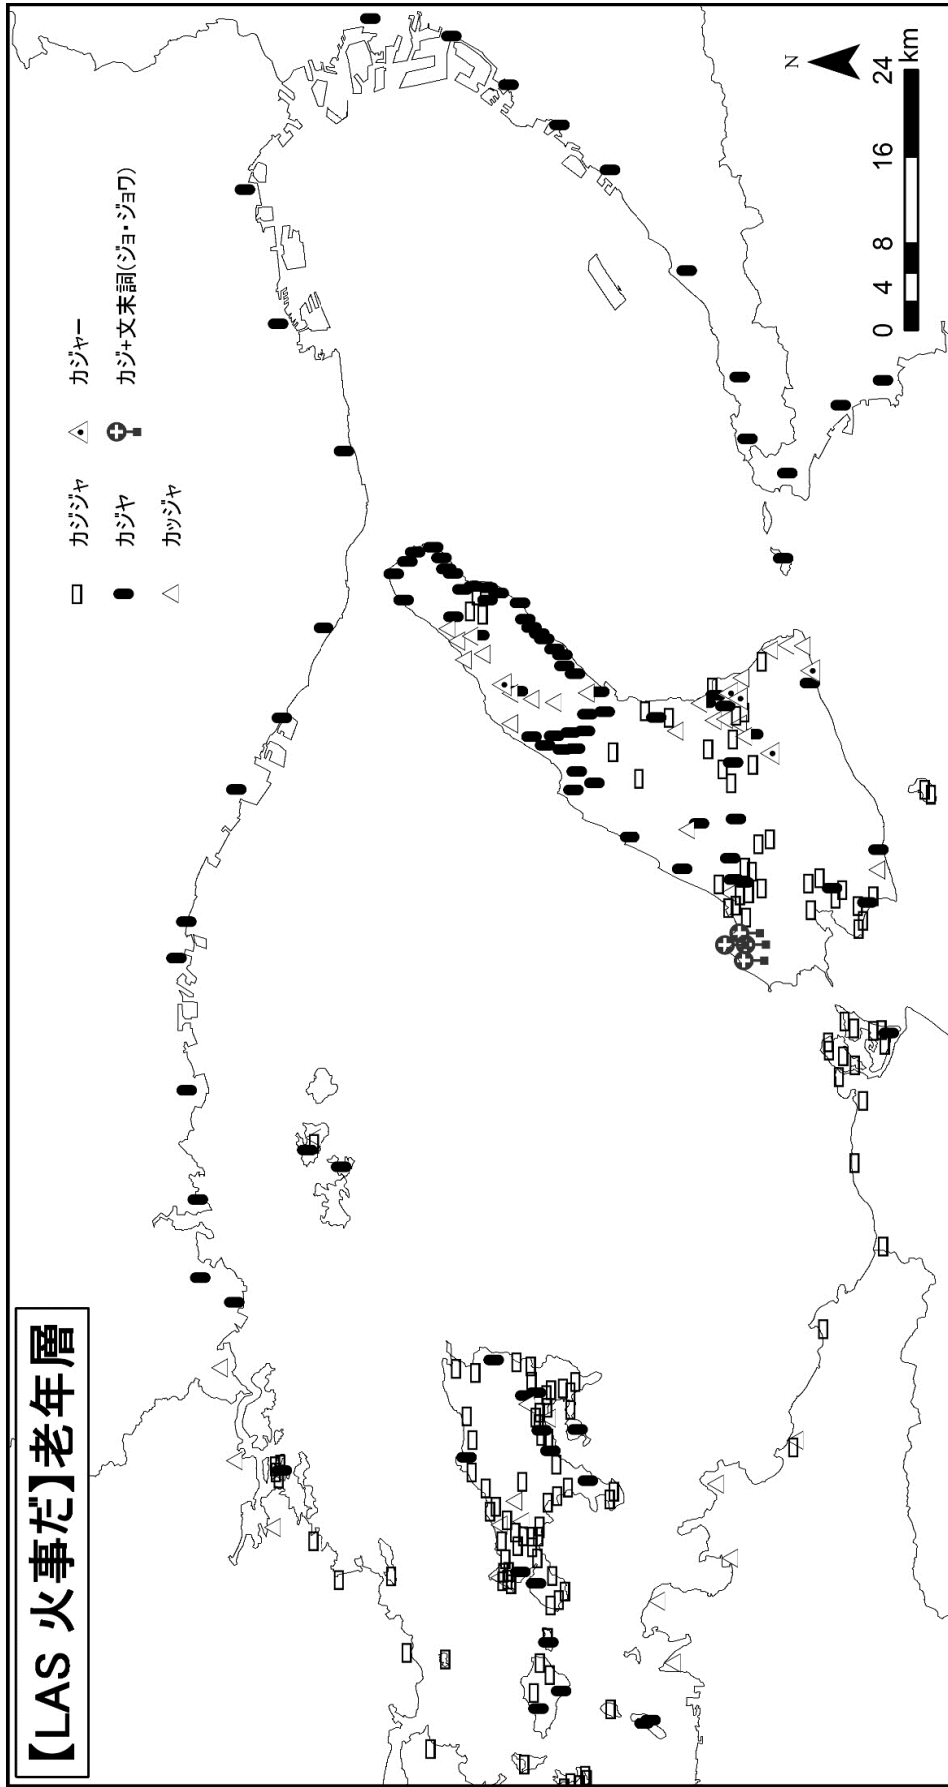 【LAS 火事だ】老年層
カジジャ
カジャー
カジヤ
カジ+文末詞(ジョ・ジョワ)
カッジャ
N
0 4 8 16 24
km